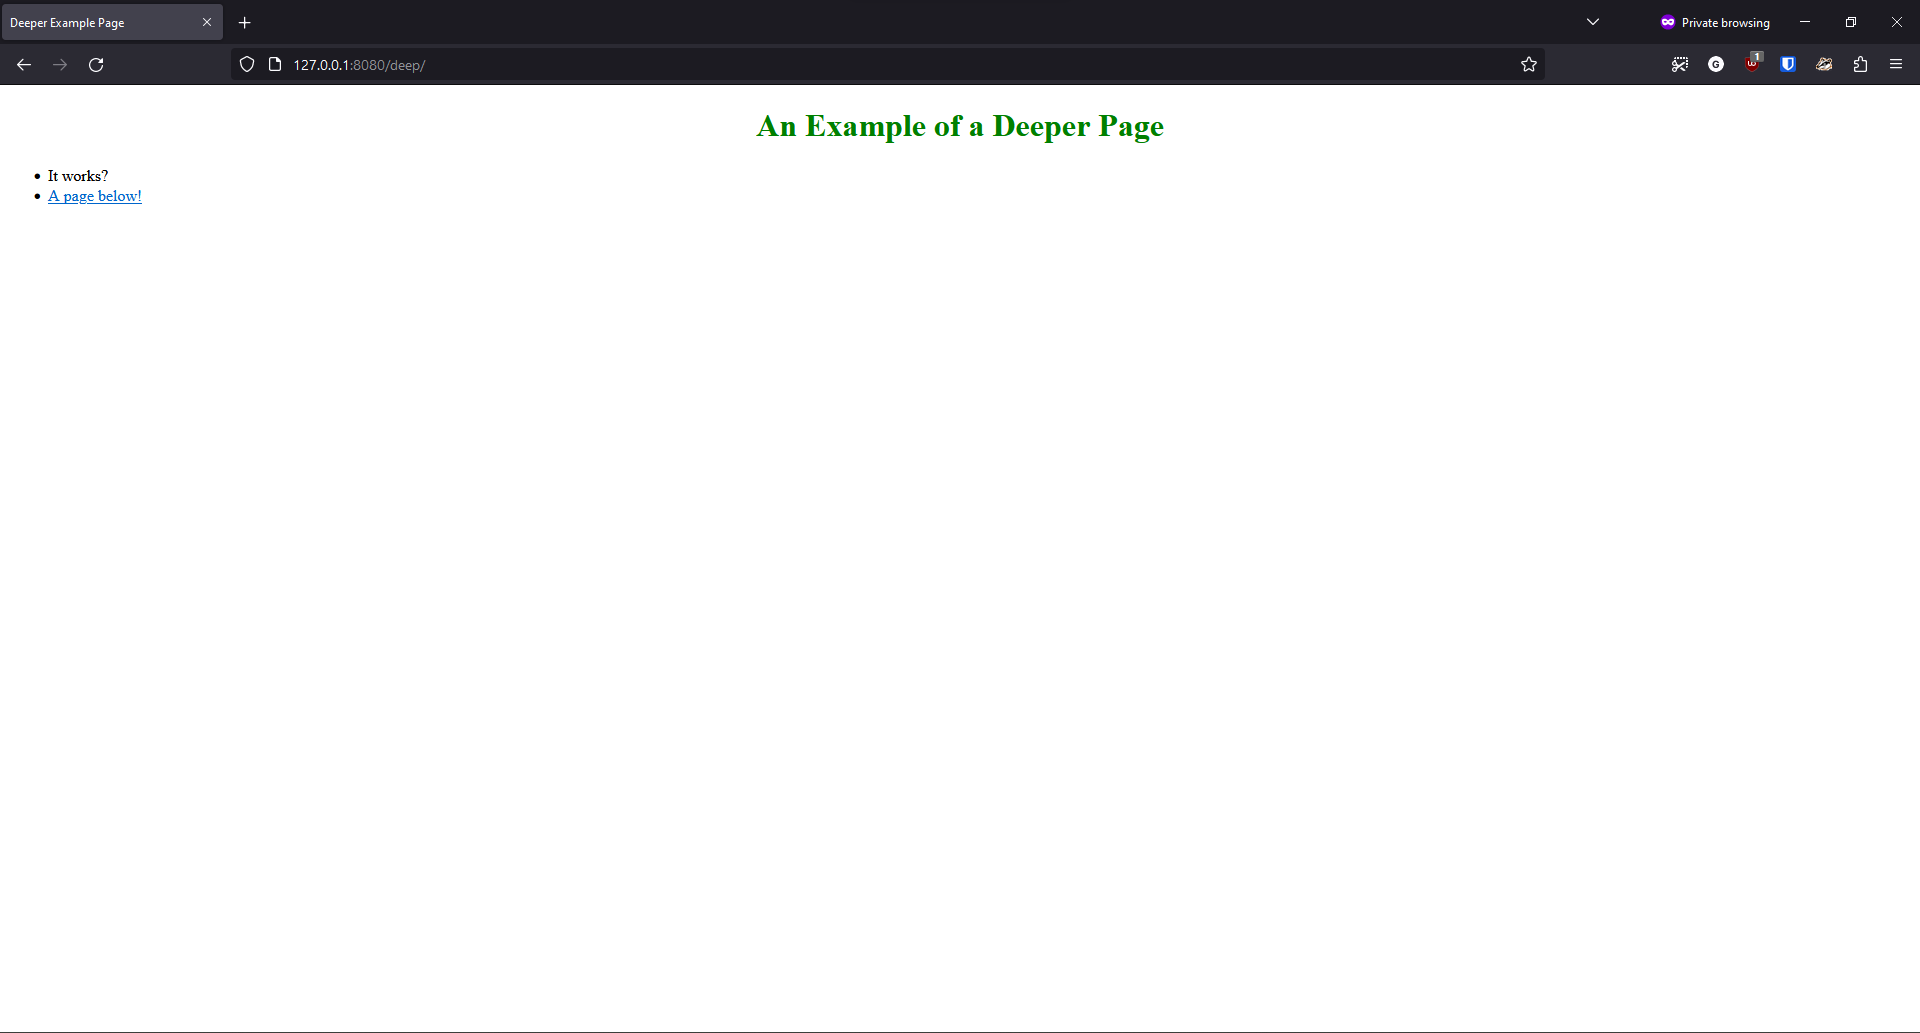 Deeper Example Page
Private browsing
127.0.0.1:8080/deep/
G
1
An Example of a Deeper Page
It works?
A page below!